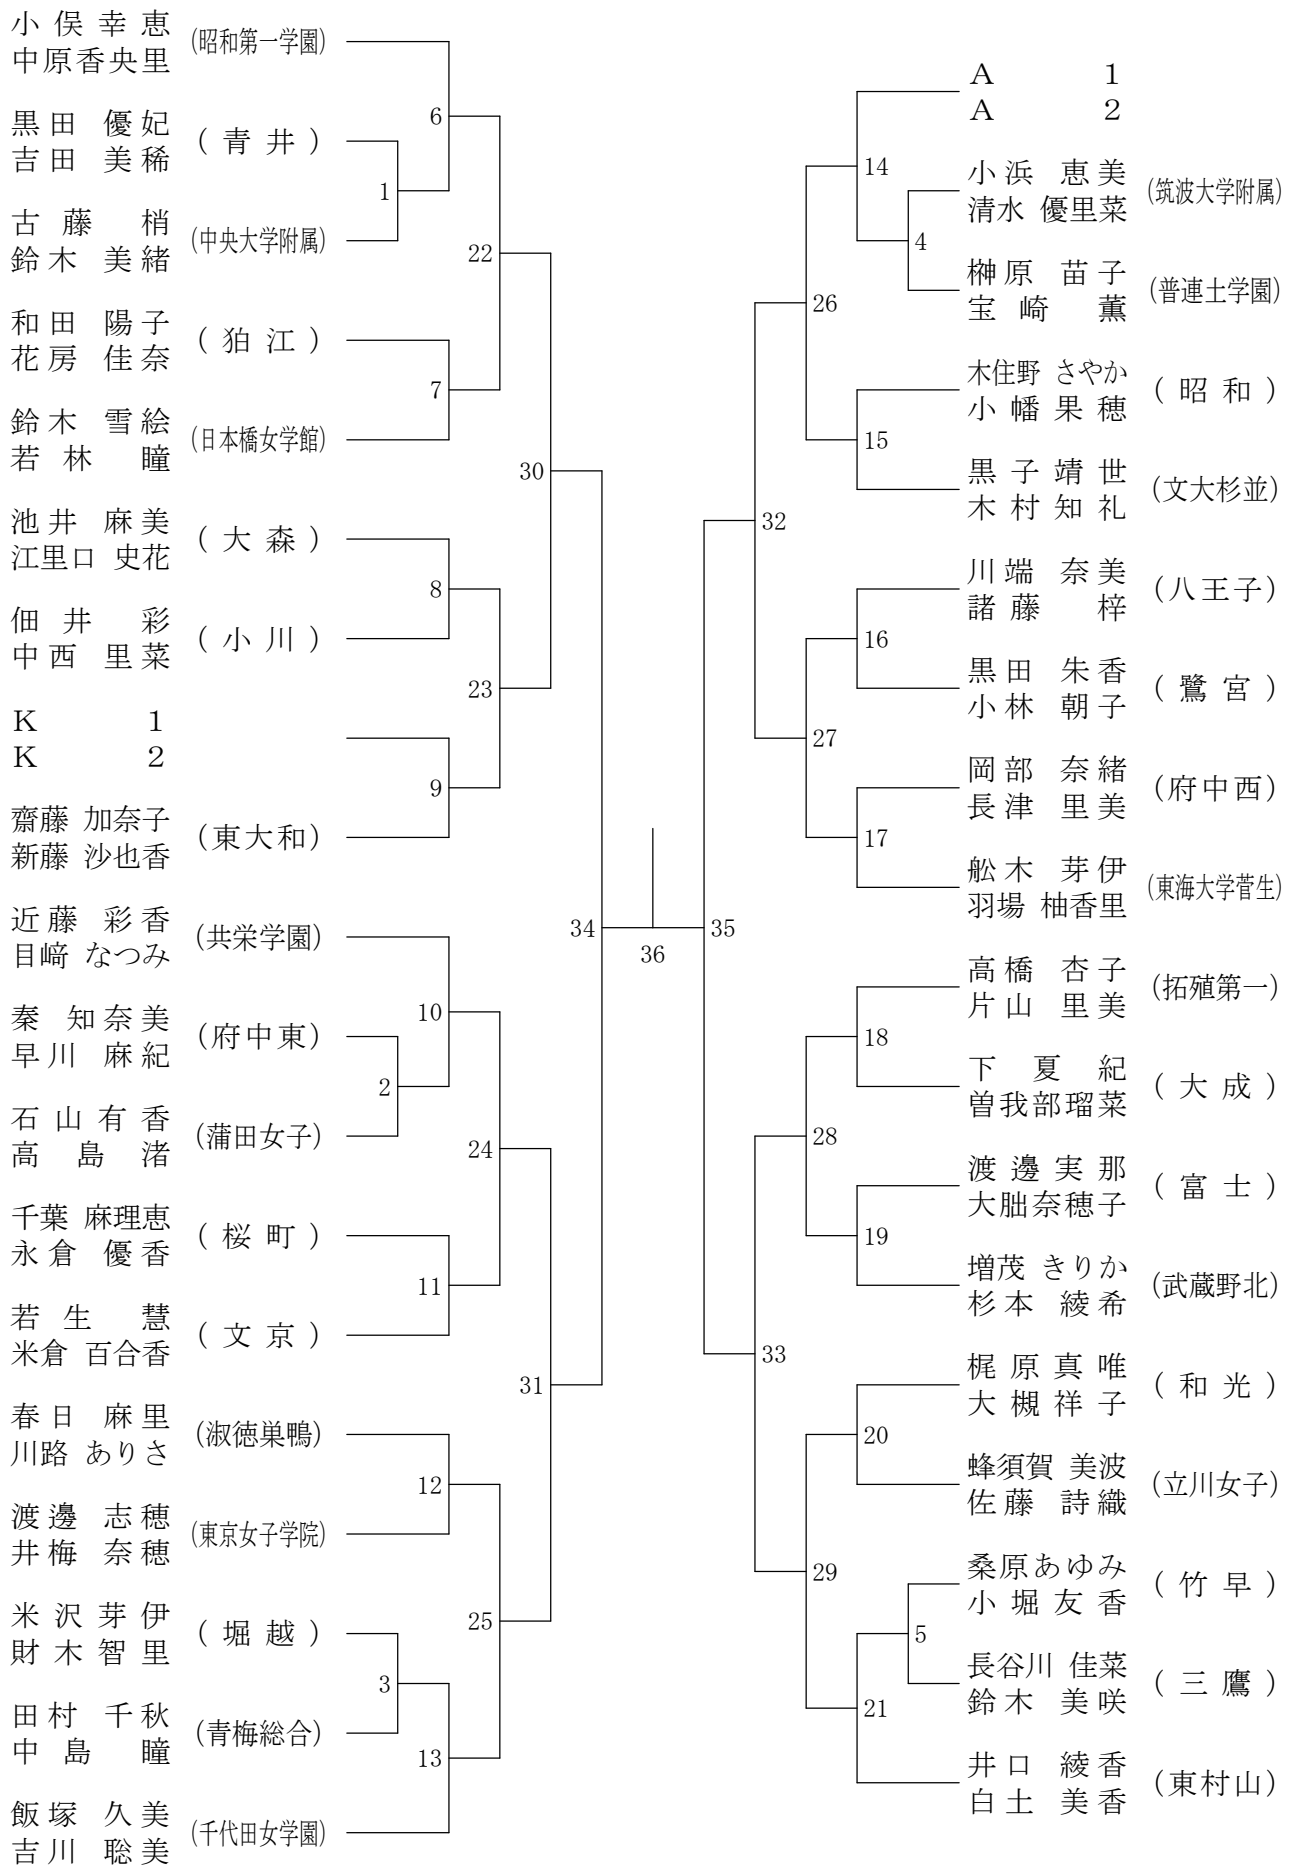 小俣幸恵
中原香央里
(昭和第一学園)
黒田 優妃
吉田 美稀
(青井)
古藤 梢
鈴木 美緒
(中央大学附属)
和田 陽子
花房 佳奈
(狛江)
鈴木 雪絵
若林 瞳
(日本橋女学館)
池井 麻美
江里口 史花
(大森)
佃井 彩
中西 里菜
(小川)
K 1
K 2
齋藤 加奈子
新藤 沙也香
(東大和)
近藤 彩香
目﨑 なつみ
(共栄学園)
秦 知奈美
早川 麻紀
(府中東)
石山有香
高島 渚
(蒲田女子)
千葉 麻理恵
永倉 優香
(桜町)
若生 慧
米倉 百合香
(文京)
春日 麻里
川路 ありさ
(淑徳巣鴨)
渡邊 志穂
井梅 奈穂
(東京女子学院)
米沢芽伊
財木智里
(堀越)
田村 千秋
中島 瞳
(青梅総合)
飯塚 久美
吉川 聡美
(千代田女学園)
6
1
22
7
30
8
23
9
34
10
2
24
11
31
12
25
3
13
36
35
14
4
26
15
32
16
27
17
18
28
19
33
20
29
5
21
A 1
A 2
小浜 恵美
清水 優里菜
(筑波大学附属)
榊原 苗子
宝崎 薫
(普連土学園)
木住野 さやか
小幡果穂
(昭和)
黒子靖世
木村知礼
(文大杉並)
川端 奈美
諸藤 梓
(八王子)
黒田 朱香
小林 朝子
(鷺宮)
岡部 奈緒
長津 里美
(府中西)
舩木 芽伊
羽場 柚香里
(東海大学菅生)
高橋 杏子
片山 里美
(拓殖第一)
下 夏紀
曽我部瑠菜
(大成)
渡邊実那
大朏奈穂子
(富士)
増茂 きりか
杉本 綾希
(武蔵野北)
梶原真唯
大槻祥子
(和光)
蜂須賀 美波
佐藤 詩織
(立川女子)
桑原あゆみ
小堀友香
(竹早)
長谷川 佳菜
鈴木 美咲
(三鷹)
井口 綾香
白土 美香
(東村山)